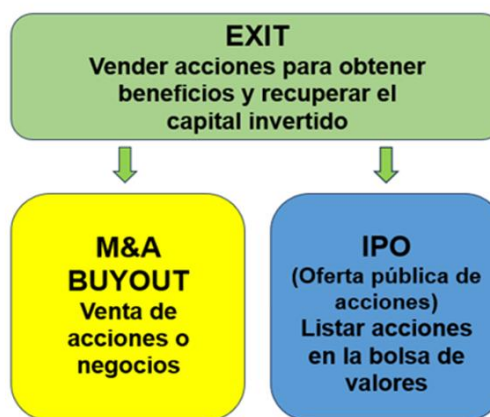 EXIT
Vender acciones para obtener
beneficios y recuperar el
capital invertido
M&A
BUYOUT
Venta de
acciones o
negocios
IPO
(Oferta pública de
acciones)
Listar acciones
en la bolsa de
valores